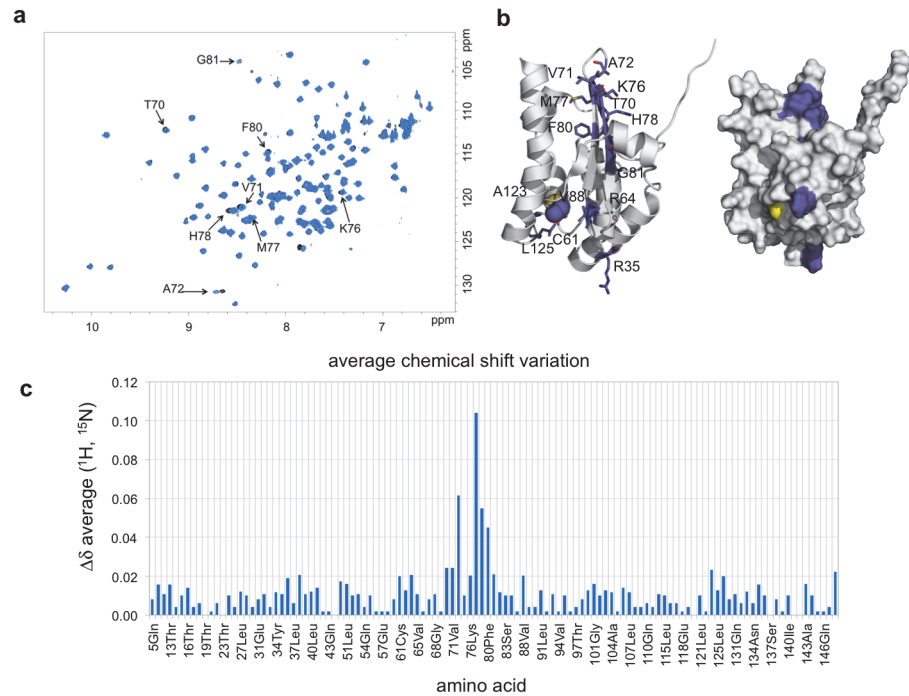 a
b
ppm
105
110
115
120
125
130
G81
T70
F80
V71
H78
M77
K76
A72
10
9
8
7
ppm
A72
V71
K76
M77
T70
H78
F80
G81
A123
V88
R64
C61
L125
R35
average chemical shift variation
c
0.12
0.10
0.08
0.06
0.04
0.02
0.00
Δδ average (¹H, ¹⁵N)
5Gln
13Thr
16Thr
19Thr
23Thr
27Leu
31Glu
34Tyr
37Leu
40Leu
43Gln
51Leu
54Gln
57Glu
61Cys
65Val
68Gly
71Val
76Lys
80Phe
83Ser
88Val
91Leu
94Val
97Thr
101Gly
104Ala
107Leu
110Gln
115Leu
118Glu
121Leu
125Leu
131Gln
134Asn
137Ser
140Ile
143Ala
146Gln
amino acid